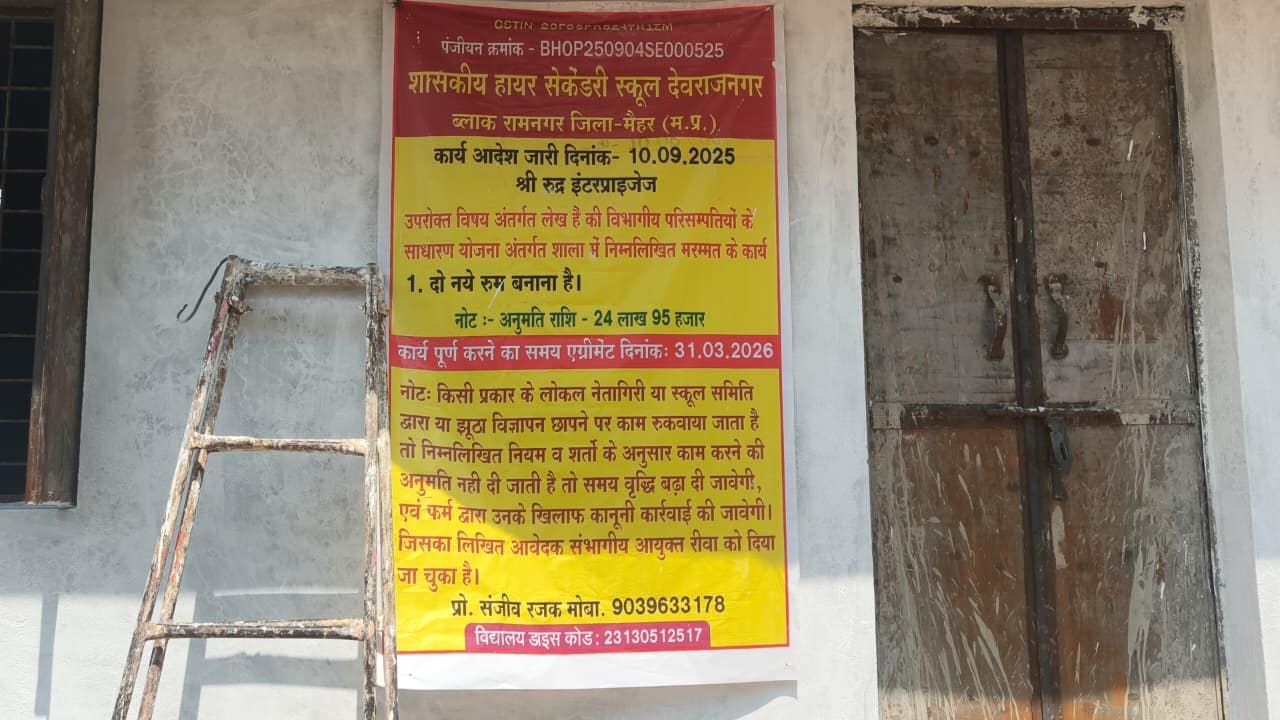 पंजीयन क्रमांक - BHOP250904SE000525
शासकीय हायर सेकेंडरी स्कूल देवराजनगर
ब्लाक रामनगर जिला-मैहर (म.प्र.)
कार्य आदेश जारी दिनांक- 10.09.2025
श्री रुद्र इंटरप्राइजेज
उपरोक्त विषय अंतर्गत लेख है की विभागीय परिसम्पतियों के
साधारण योजना अंतर्गत शाला में निम्नलिखित मरम्मत के कार्य
1. दो नये रुम बनाना है।
नोट :- अनुमति राशि - 24 लाख 95 हजार
कार्य पूर्ण करने का समय एग्रीमेंट दिनांक: 31.03.2026
नोट: किसी प्रकार के लोकल नेतागिरी या स्कूल समिति
द्वारा या झूठा विज्ञापन छापने पर काम रुकवाया जाता है
तो निम्नलिखित नियम व शर्तो के अनुसार काम करने की
अनुमति नही दी जाती है तो समय वृद्धि बढ़ा दी जावेगी,
एवं फर्म द्वारा उनके खिलाफ कानूनी कार्रवाई की जावेगी।
जिसका लिखित आवेदक संभागीय आयुक्त रीवा को दिया
जा चुका है।
प्रो. संजीव रजक मोबा. 9039633178
विद्यालय डाइस कोड : 23130512517